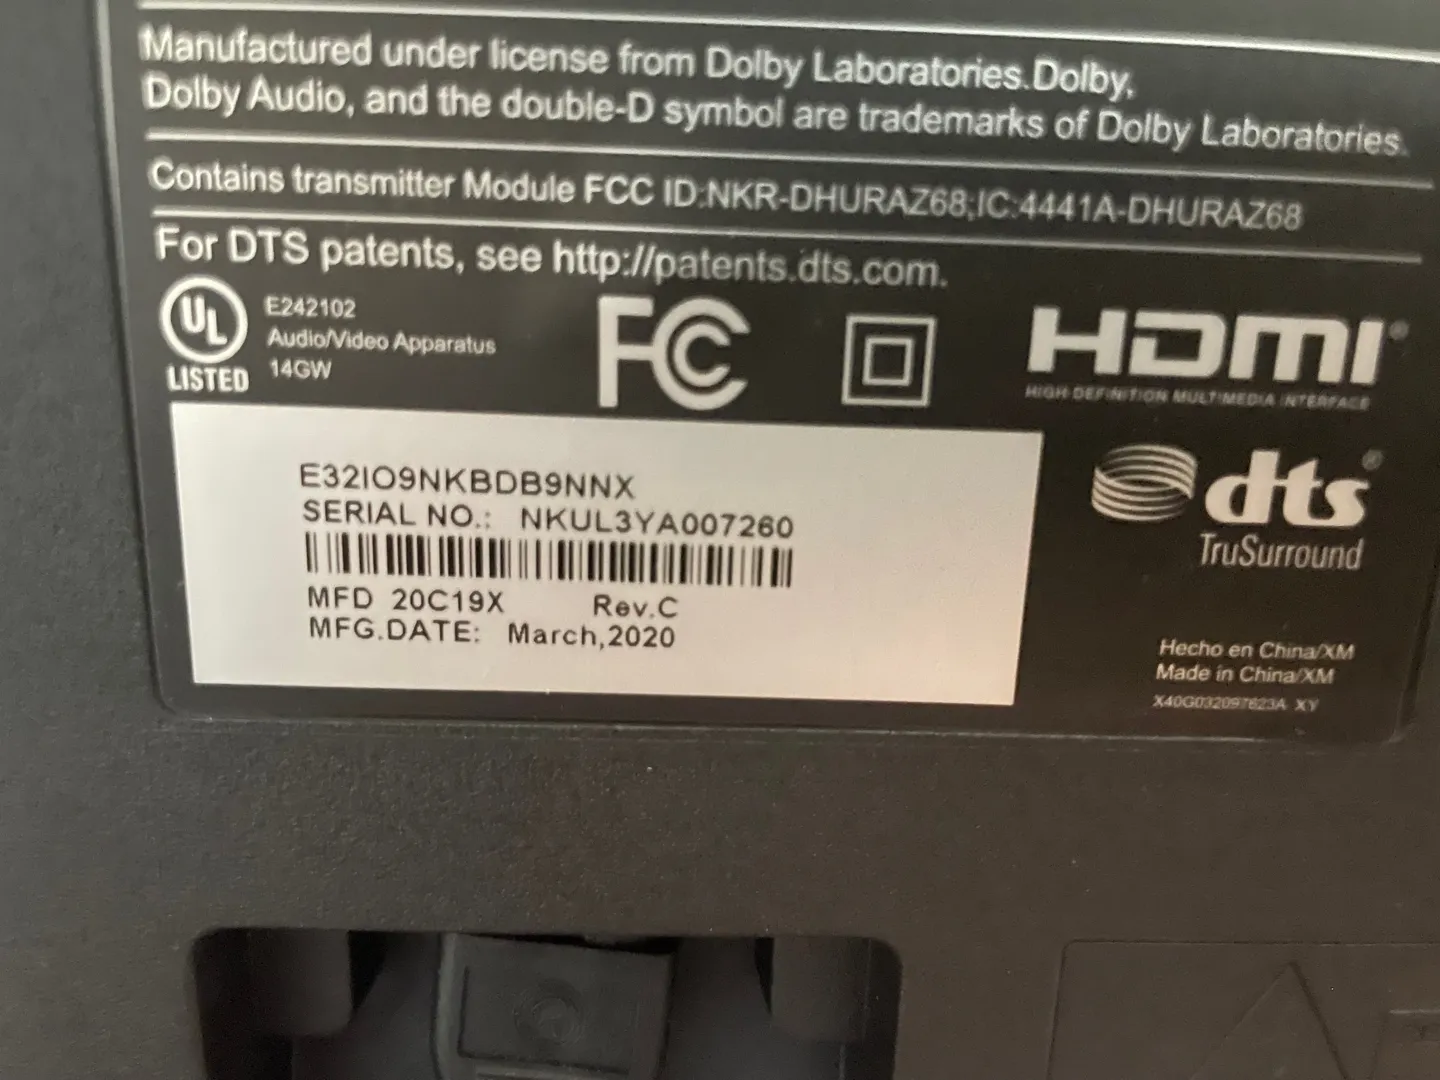 Manufactured under license from Dolby Laboratories.Dolby,
Dolby Audio, and the double-D symbol are trademarks of Dolby Laboratories.
Contains transmitter Module FCC ID:NKR-DHURAZ68;IC:4441A-DHURAZ68
For DTS patents, see http://patents.dts.com.
UL
LISTED
E242102
Audio/Video Apparatus
14GW
FC
HDMI®
HIGH-DEFINITION MULTIMEDIA INTERFACE
E32IO9NKBDB9NNX
SERIAL NO.: NKUL3YA007260
MFD 20C19X Rev.C
MFG.DATE: March,2020
dts®
TruSurround
Hecho en China/XM
Made in China/XM
X40G032097623A XY